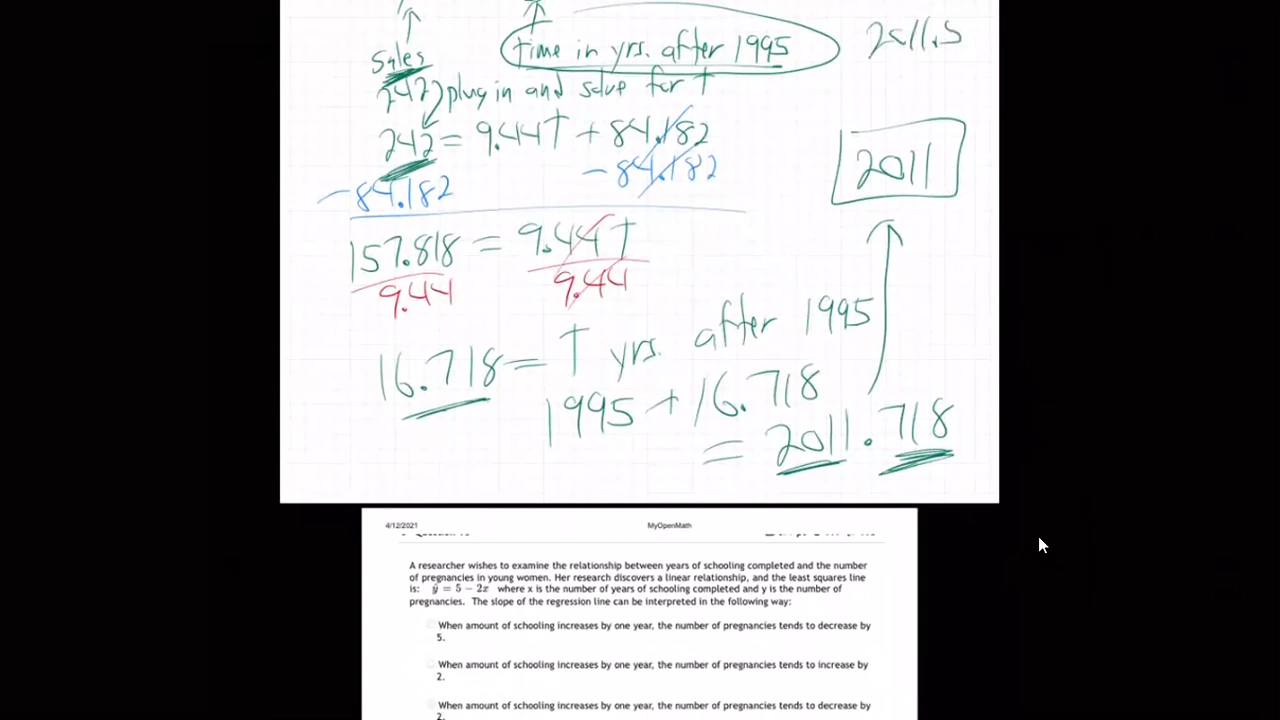 Sales
time in yrs. after 1995
2011.5
242 plug in and solve for t
242 = 9.44t + 84.182
2011
-84.182
-84.182
157.818 = 9.44t
9.44
9.44
16.718 = t yrs. after 1995
1995 + 16.718
= 2011.718
4/12/2021
MyOpenMath
A researcher wishes to examine the relationship between years of schooling completed and the number
of pregnancies in young women. Her research discovers a linear relationship, and the least squares line
is: ŷ = 5 − 2x where x is the number of years of schooling completed and y is the number of
pregnancies. The slope of the regression line can be interpreted in the following way:
When amount of schooling increases by one year, the number of pregnancies tends to decrease by
5.
When amount of schooling increases by one year, the number of pregnancies tends to increase by
2.
When amount of schooling increases by one year, the number of pregnancies tends to decrease by
2.